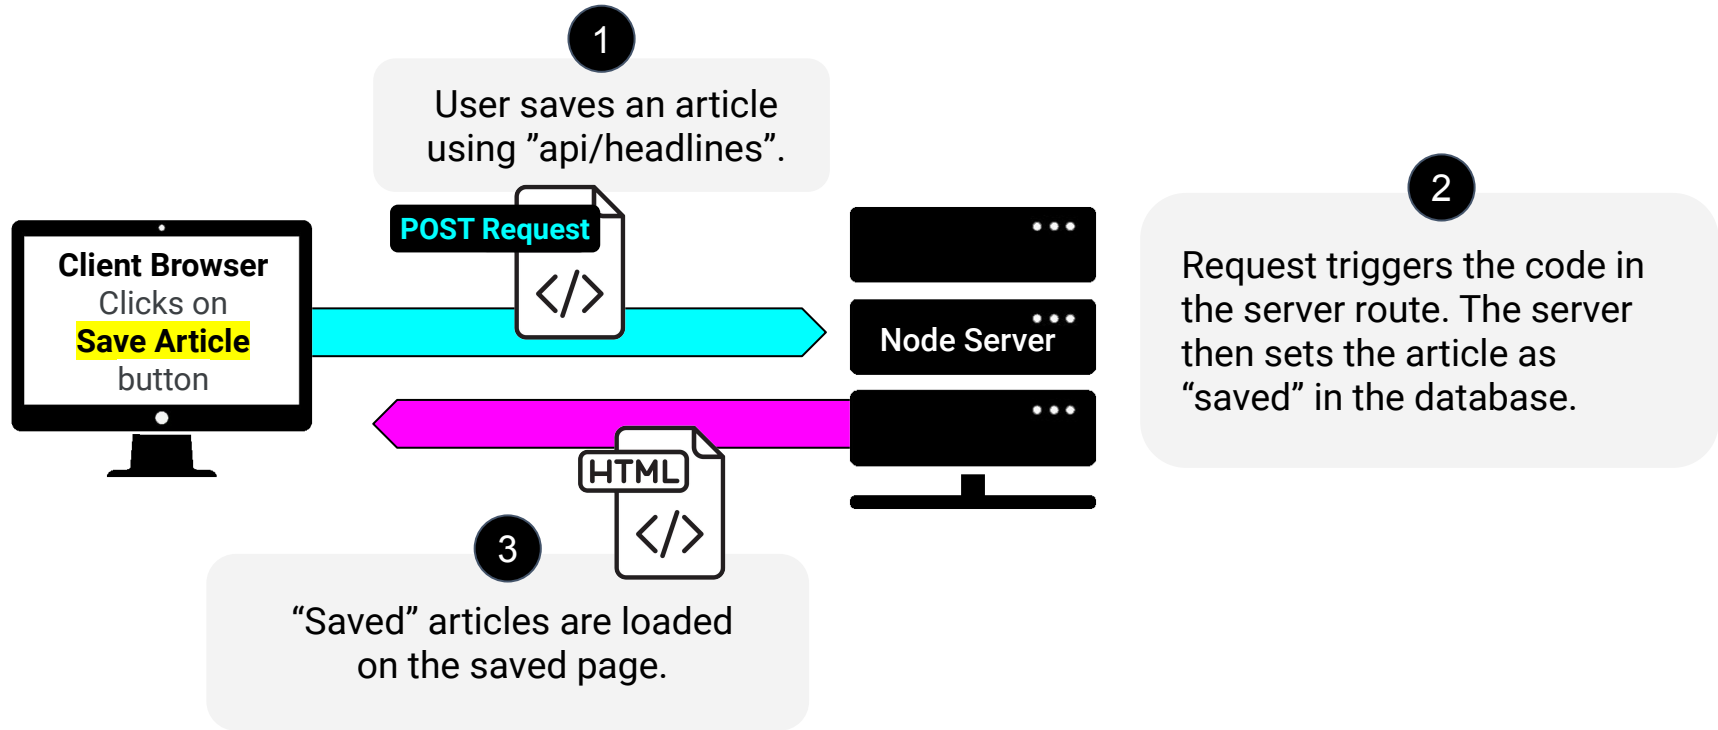 1
User saves an article
using ”api/headlines”.
POST Request
</>
Client Browser
Clicks on
Save Article
button
Node Server
2
Request triggers the code in
the server route. The server
then sets the article as
“saved” in the database.
HTML
</>
3
“Saved” articles are loaded
on the saved page.